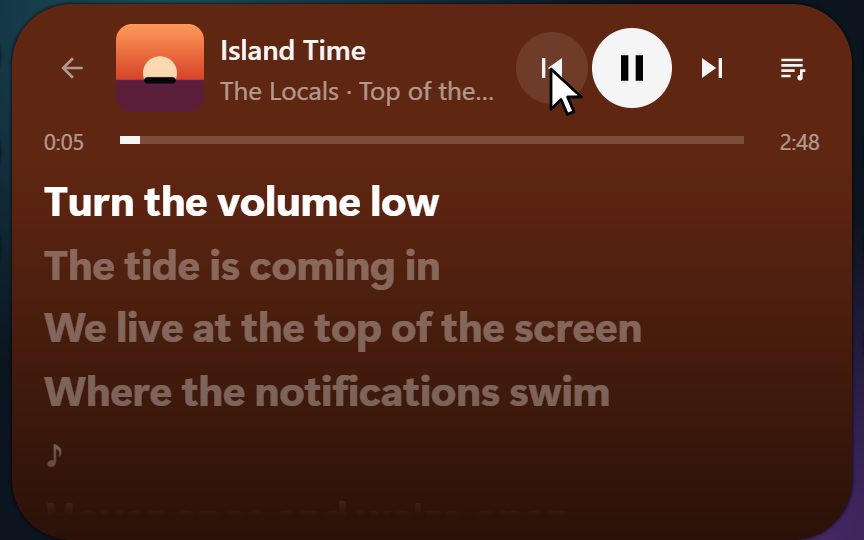 Island Time
The Locals · Top of the...
0:05
2:48
Turn the volume low
The tide is coming in
We live at the top of the screen
Where the notifications swim
♪